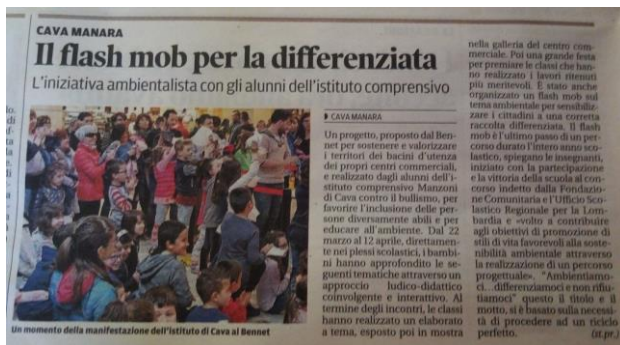 CAVA MANARA
Il flash mob per la differenziata
L'iniziativa ambientalista con gli alunni dell'istituto comprensivo
CAVA MANARA
Un progetto, proposto dal Ben-
net per sostenere e valorizzare
i territori dei bacini d'utenza
dei propri centri commerciali,
e realizzato dagli alunni dell'i-
stituto comprensivo Manzoni
di Cava contro il bullismo, per
favorire l'inclusione delle per-
sone diversamente abili e per
educare all'ambiente. Dal 22
marzo al 12 aprile, direttamen-
te nei plessi scolastici, i bambi-
ni hanno approfondito le se-
guenti tematiche attraverso un
approccio ludico-didattico
coinvolgente e interattivo. Al
termine degli incontri, le classi
hanno realizzato un elaborato
a tema, esposto poi in mostra
nella galleria del centro com-
merciale. Poi una grande festa
per premiare le classi che han-
no realizzato i lavori ritenuti
più meritevoli. È stato anche
organizzato un flash mob sul
tema ambientale per sensibiliz-
zare i cittadini a una corretta
raccolta differenziata. Il flash
mob è l'ultimo passo di un per-
corso durato l'intero anno sco-
lastico, spiegano le insegnanti,
iniziato con la partecipazione
e la vittoria della scuola al con-
corso indetto dalla Fondazio-
ne Comunitaria e l'Ufficio Sco-
lastico Regionale per la Lom-
bardia e «volto a contribuire
agli obiettivi di promozione di
stili di vita favorevoli alla soste-
nibilità ambientale attraverso
la realizzazione di un percorso
progettuale». "Ambientiamo-
ci... differenziamoci e non rifiu-
tiamoci" questo il titolo e il
motto, si è basato sulla necessi-
tà di procedere ad un riciclo
perfetto.
(st.pr.)
Un momento della manifestazione dell'istituto di Cava al Bennet